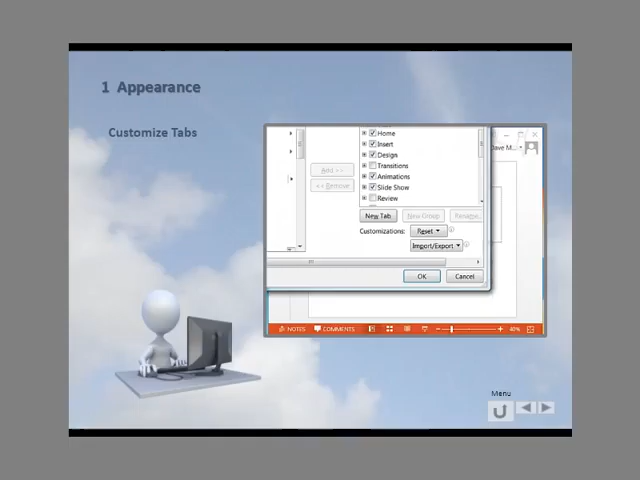 1 Appearance
Customize Tabs
Home
Insert
Design
Transitions
Animations
Slide Show
Review
Add >>
<< Remove
New Tab
New Group
Rename...
Customizations:
Reset
Import/Export
OK
Cancel
Dave M...
NOTES
COMMENTS
40%
Menu